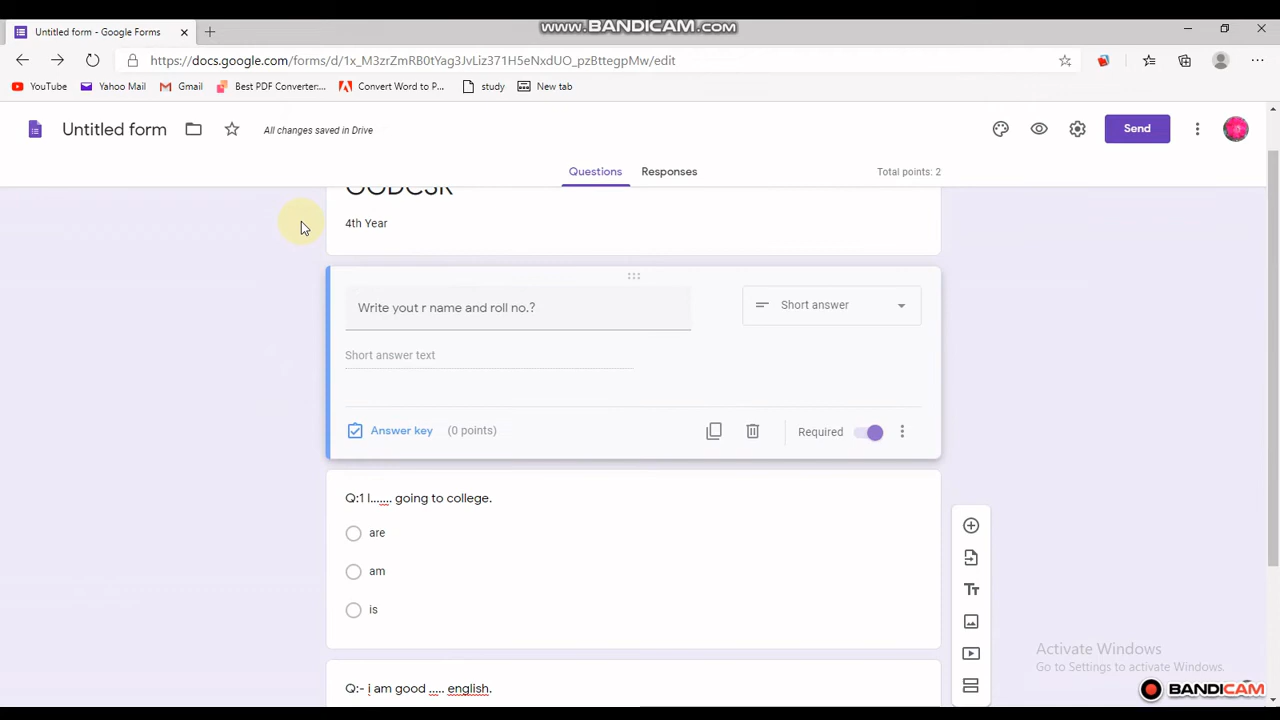 www.BANDICAM.com
Untitled form - Google Forms
https://docs.google.com/forms/d/1x_M3zrZmRB0tYag3JvLiz371H5eNxdUO_pzBttegpMw/edit
YouTube Yahoo Mail Gmail Best PDF Converter:... Convert Word to P... study New tab
Untitled form All changes saved in Drive Send
Questions Responses Total points: 2
4th Year
Write yout r name and roll no.? Short answer
Short answer text
Answer key (0 points) Required
Q:1 I....... going to college.
are
am
is
Q:- i am good ..... english.
Activate Windows
Go to Settings to activate Windows.
BANDICAM